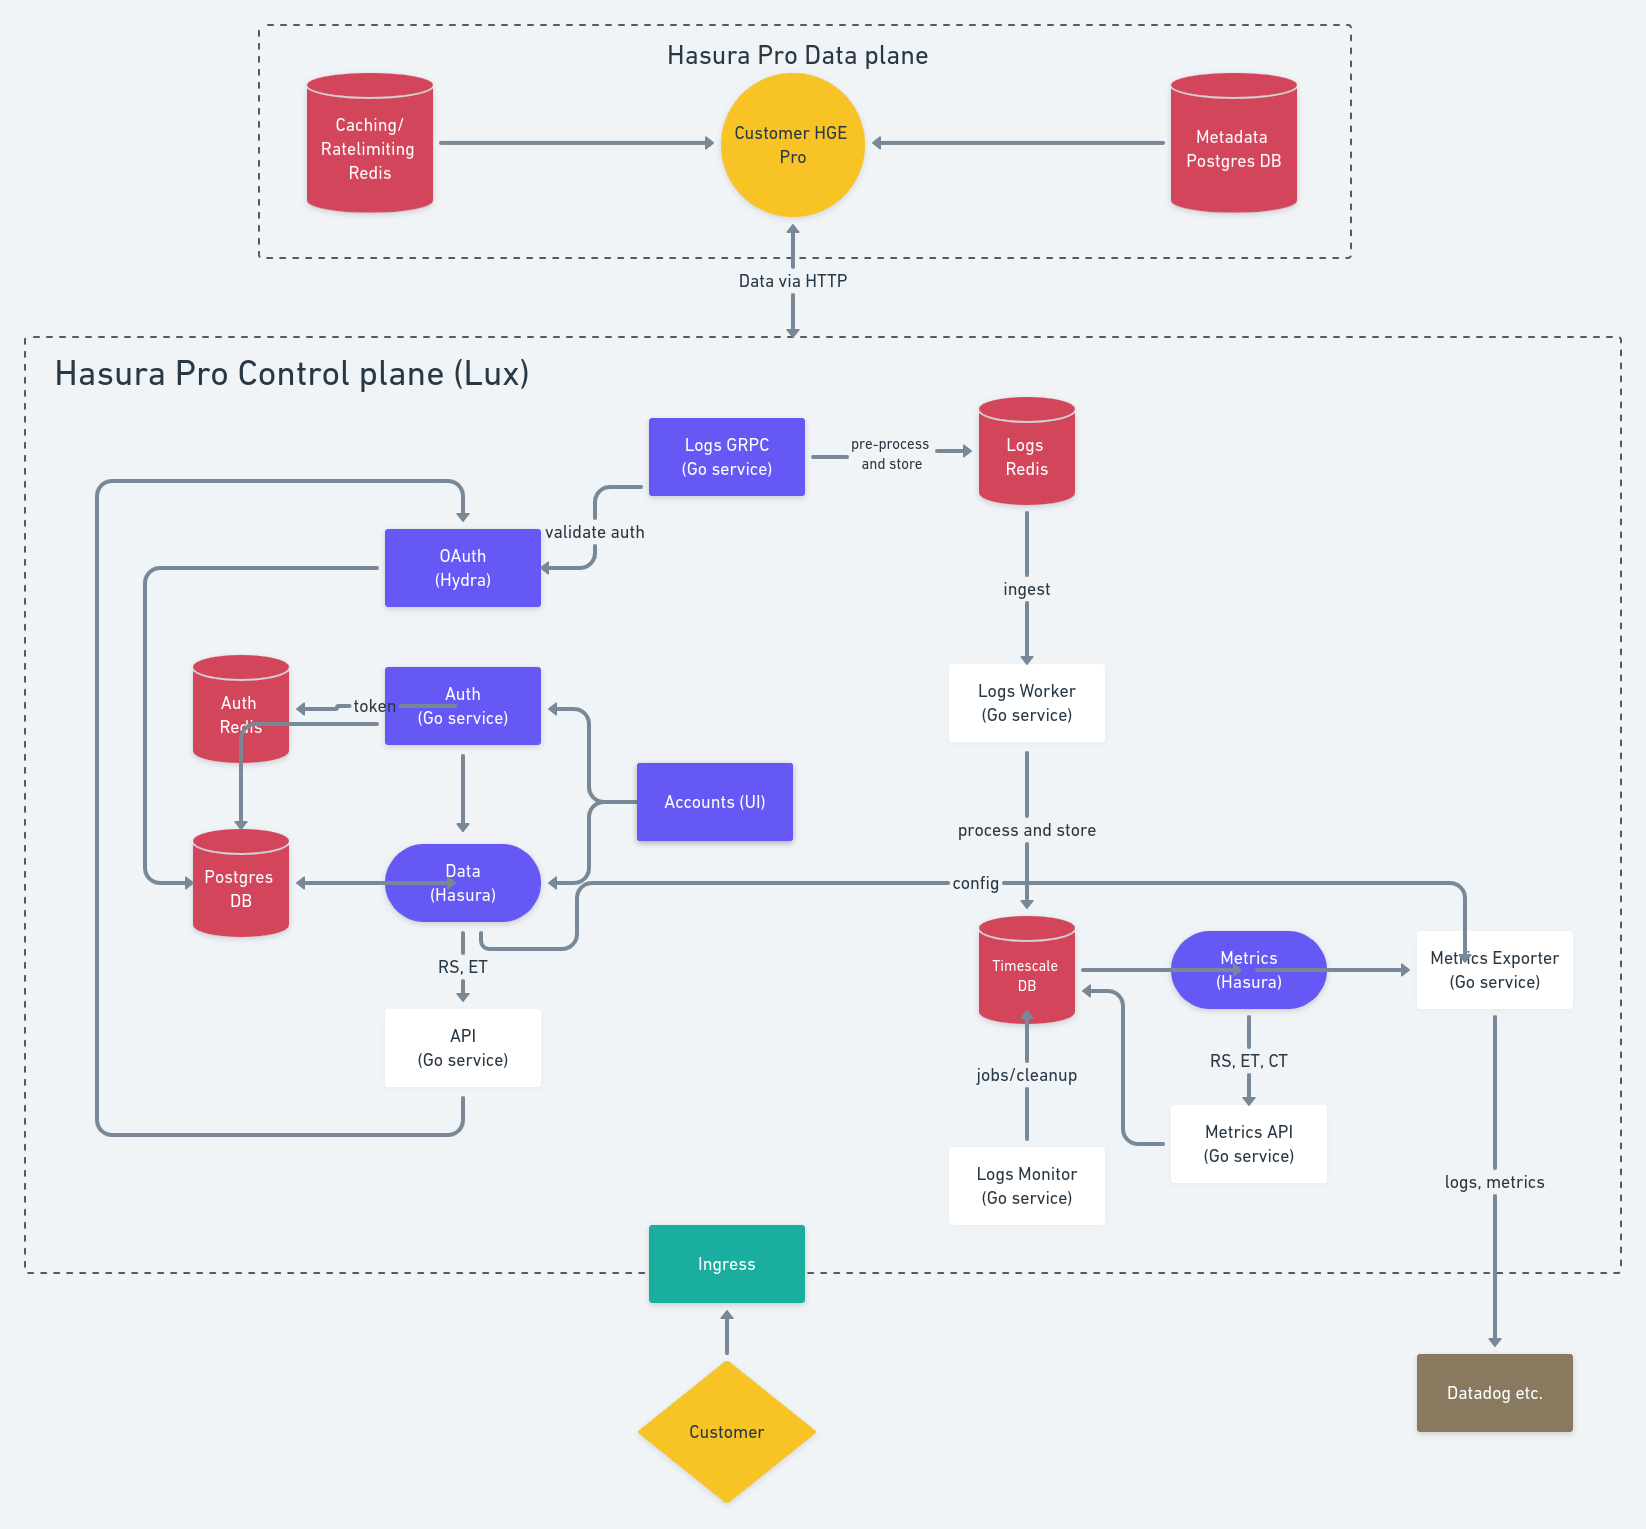 Hasura Pro Data plane
Caching/
Ratelimiting
Redis
Customer HGE
Pro
Metadata
Postgres DB
Data via HTTP
Hasura Pro Control plane (Lux)
Logs GRPC
(Go service)
pre-process
and store
Logs
Redis
validate auth
OAuth
(Hydra)
ingest
Auth
Redis
token
Auth
(Go service)
Logs Worker
(Go service)
Accounts (UI)
process and store
Postgres
DB
Data
(Hasura)
config
RS, ET
Timescale
DB
Metrics
(Hasura)
Metrics Exporter
(Go service)
API
(Go service)
jobs/cleanup
RS, ET, CT
Metrics API
(Go service)
Logs Monitor
(Go service)
logs, metrics
Ingress
Datadog etc.
Customer